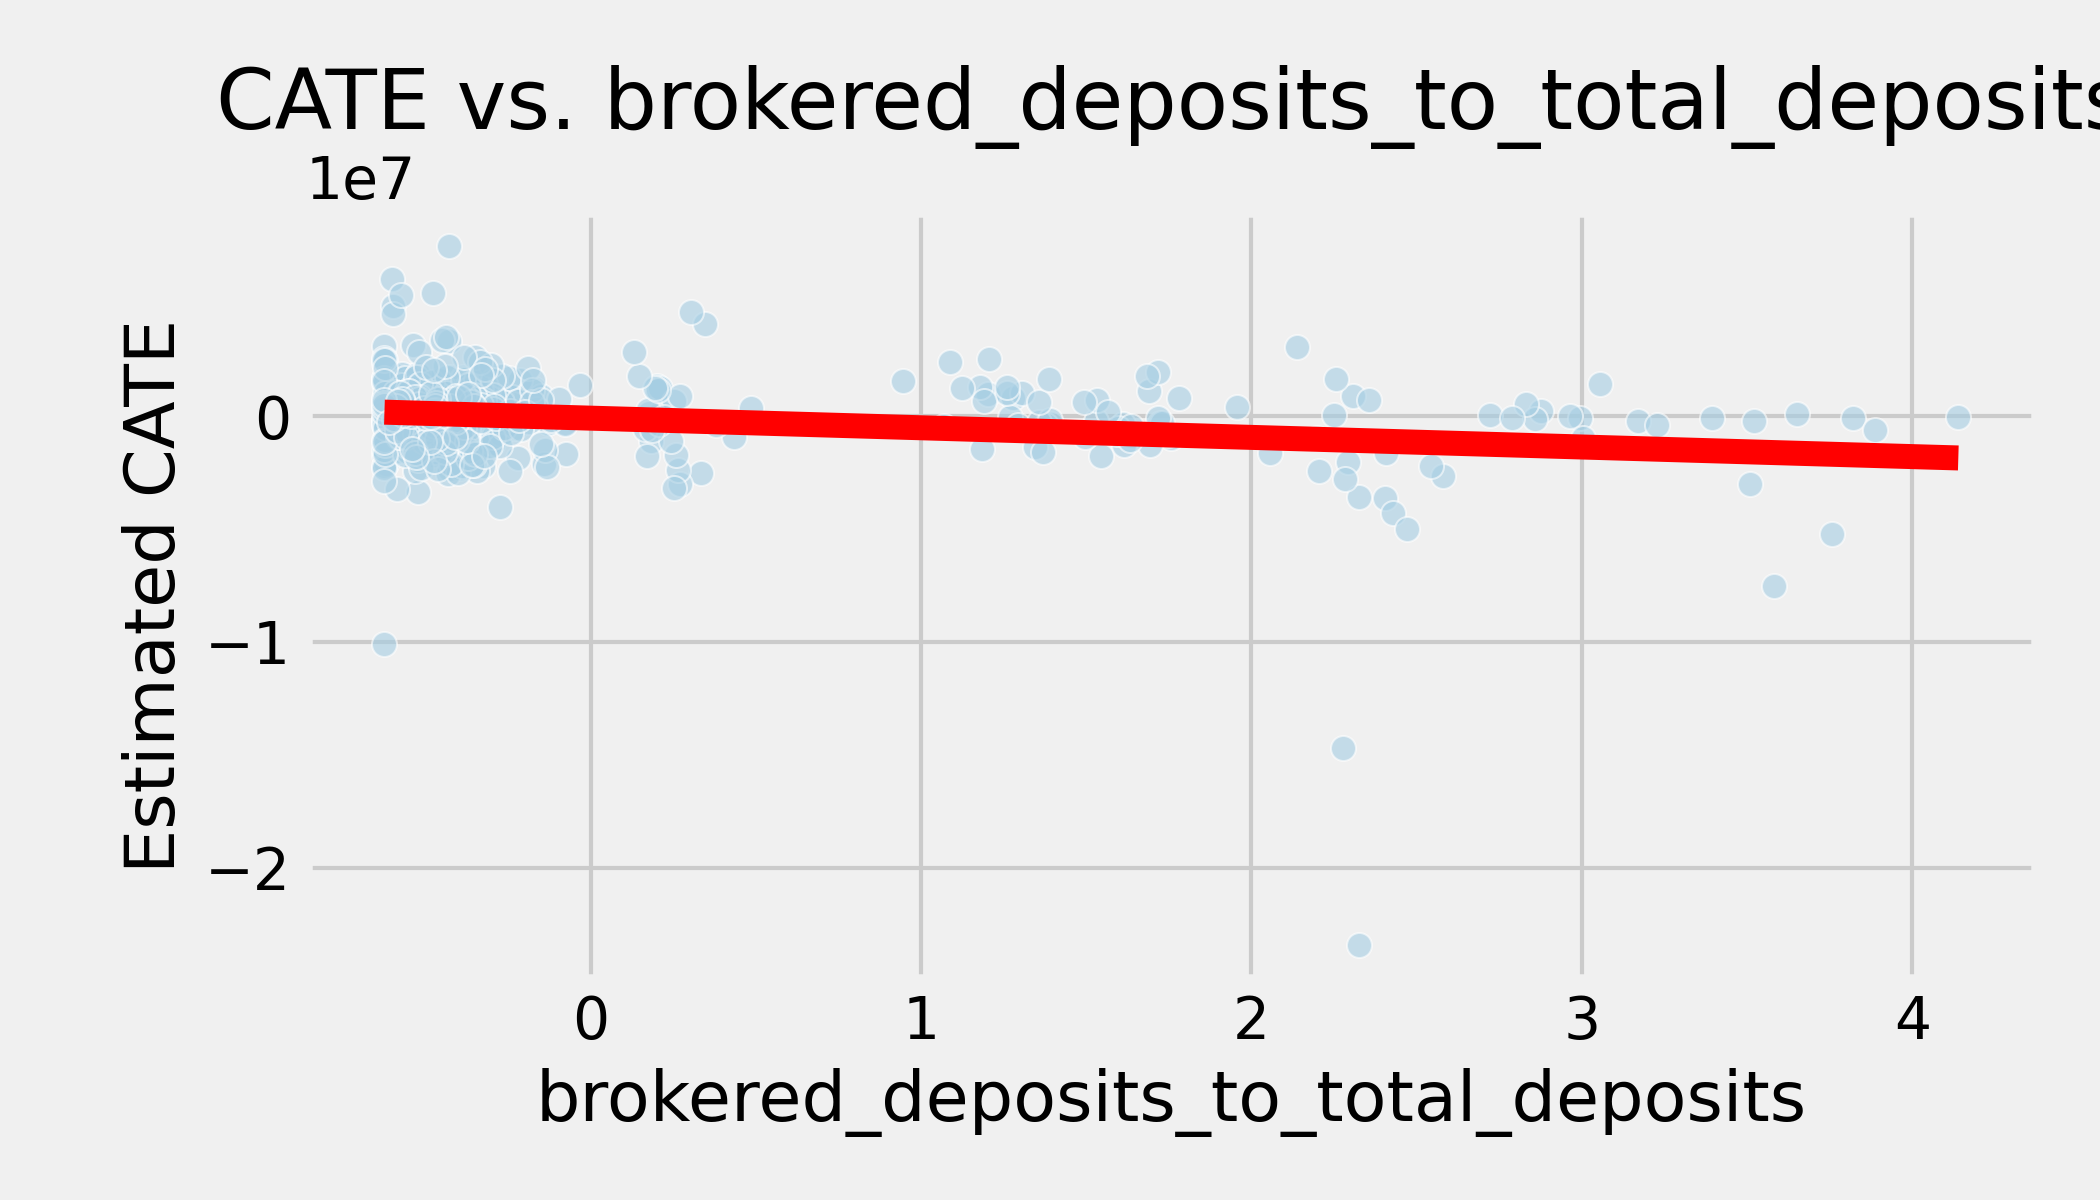 CATE vs. brokered_deposits_to_total_deposits
1e7
Estimated CATE
0
−1
−2
0 1 2 3 4
brokered_deposits_to_total_deposits